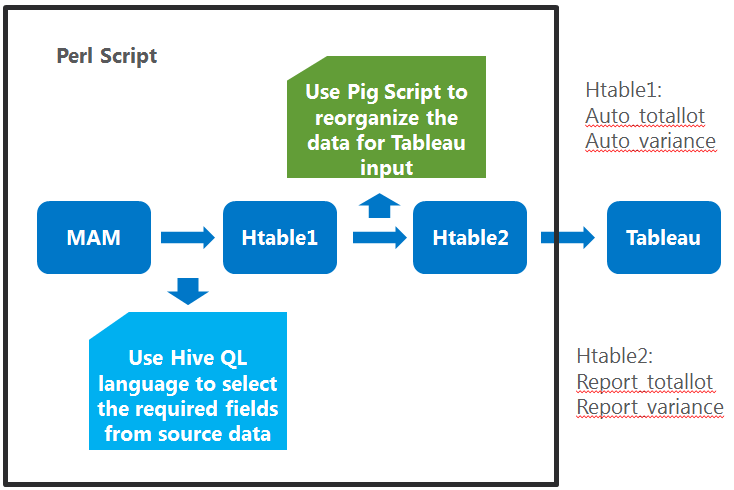 Perl Script
Use Pig Script to
reorganize the
data for Tableau
input
Htable1:
Auto_totallot
Auto_variance
MAM
Htable1
Htable2
Tableau
Use Hive QL
language to select
the required fields
from source data
Htable2:
Report_totallot
Report_variance